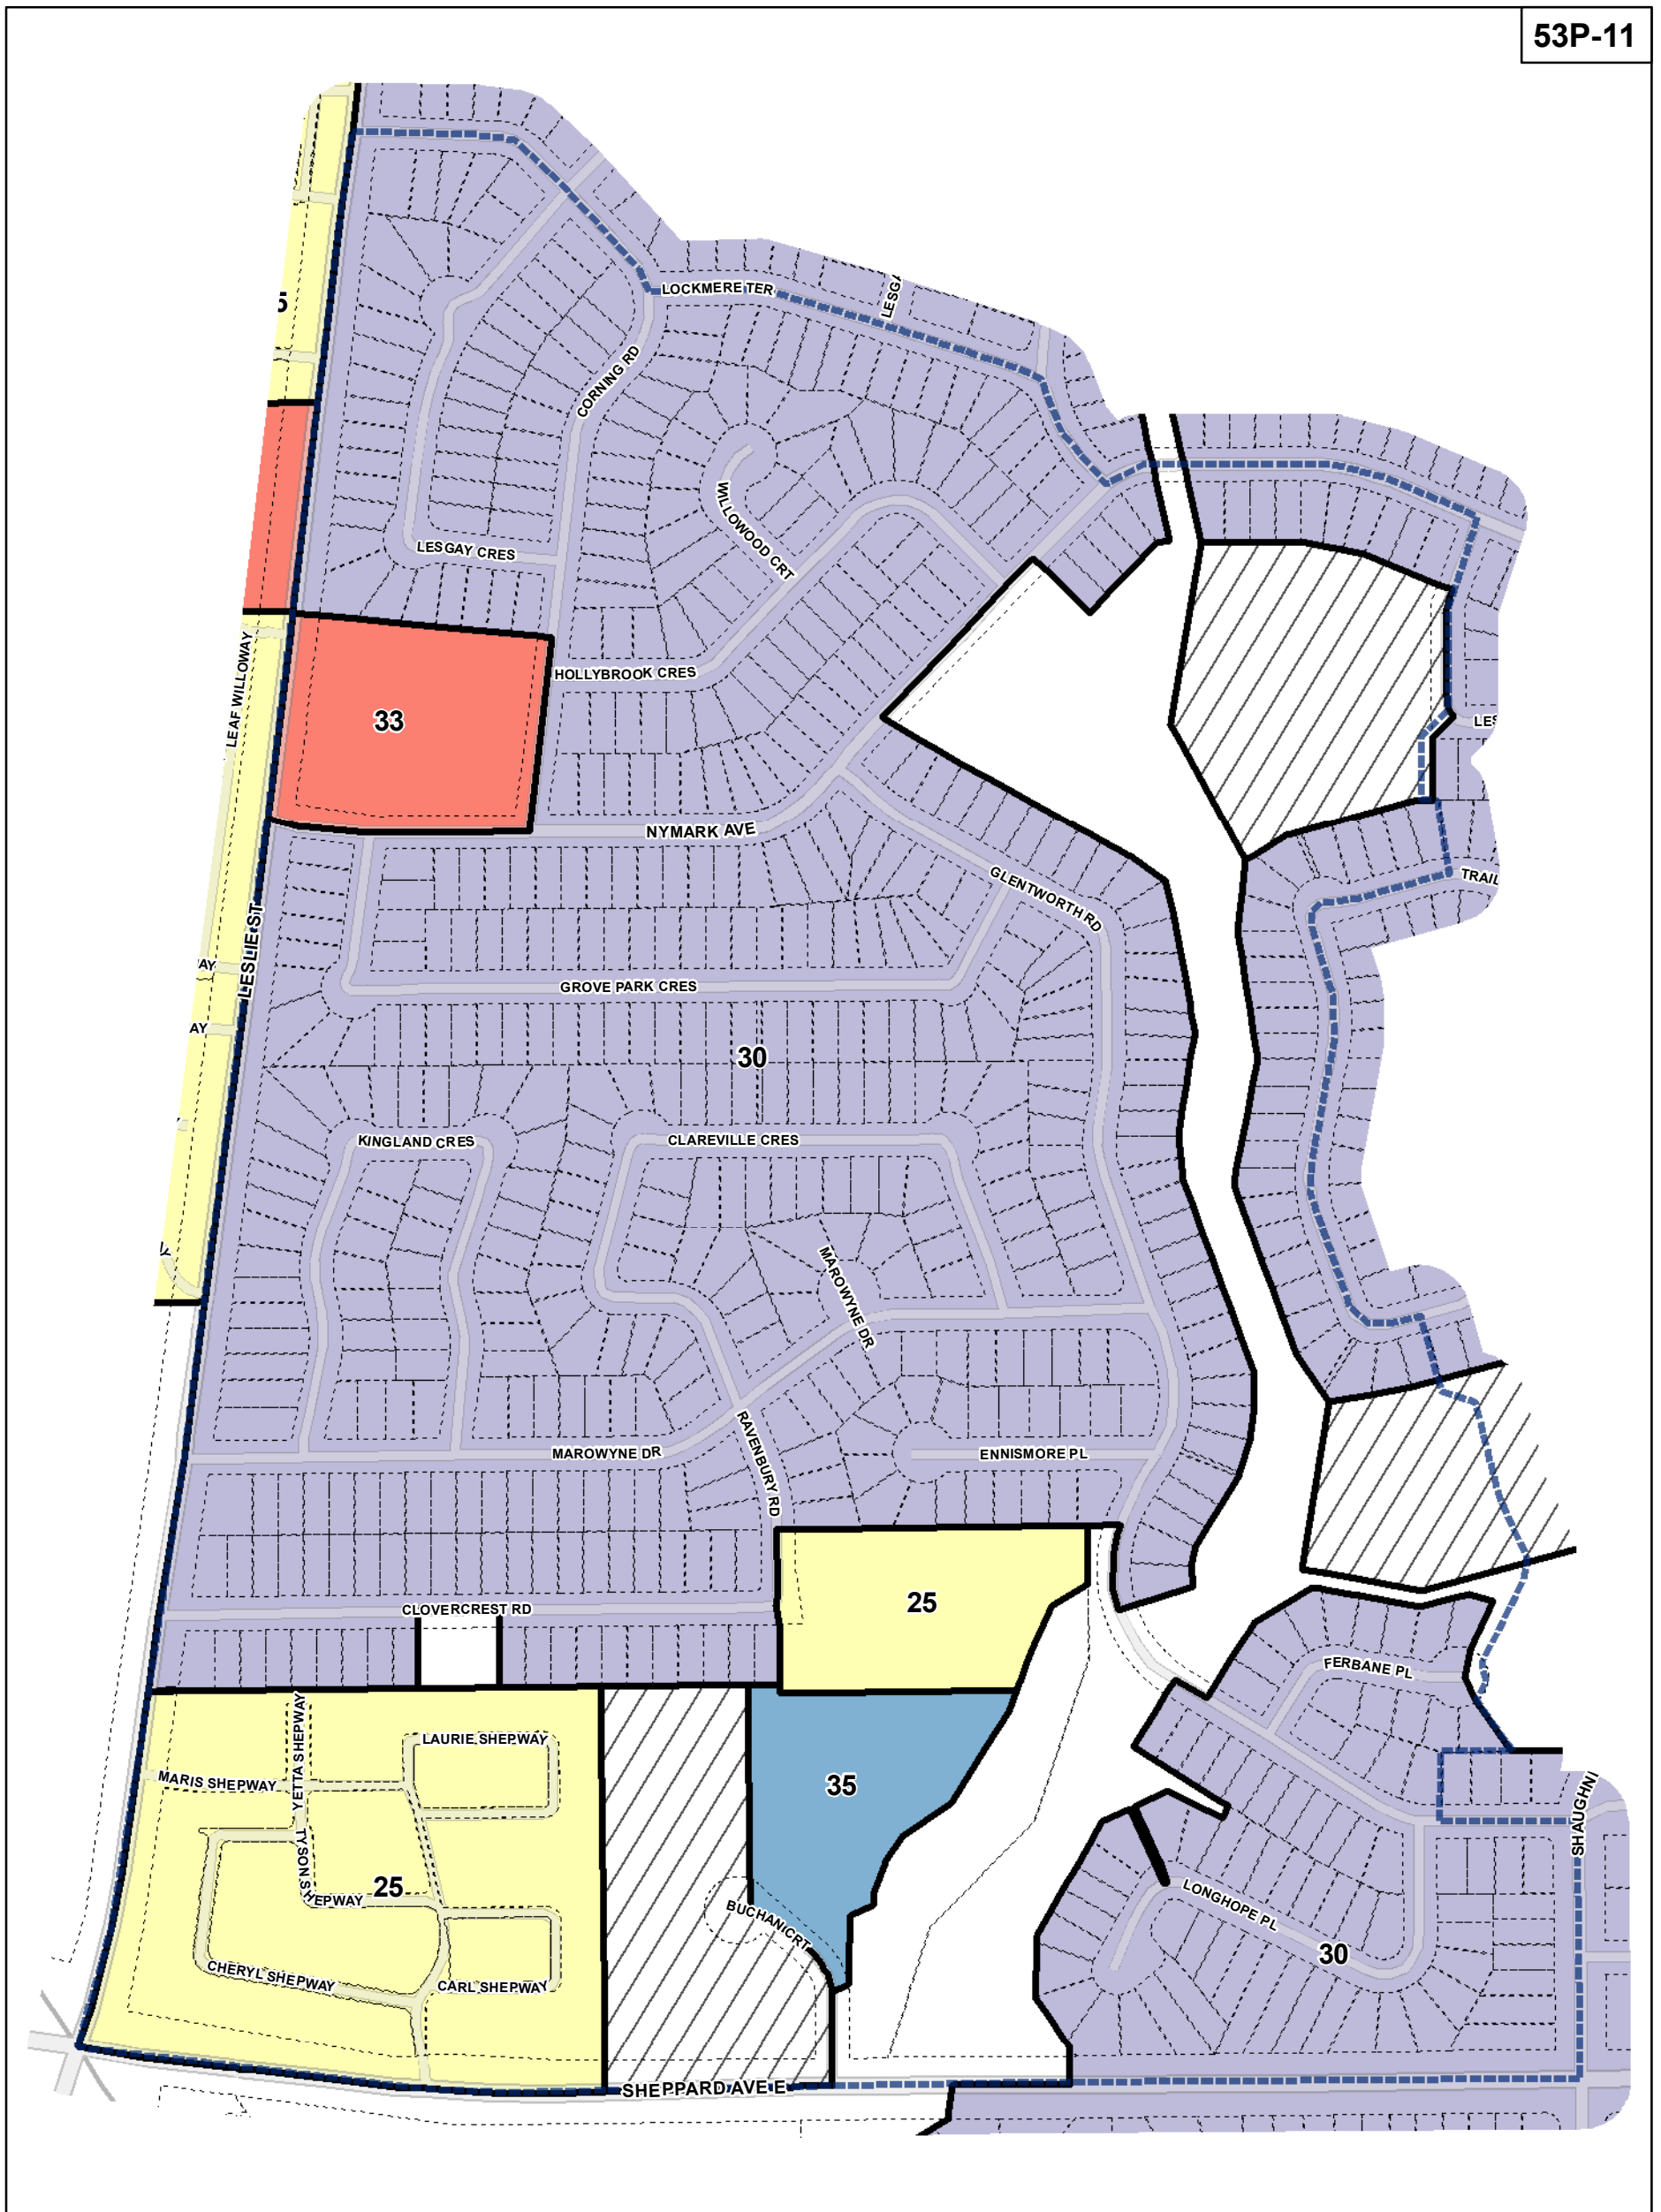 53P-11
LOCKMERE TER
5
CORNING RD
WILLOWOOD CRT
LESGAY CRES
LEAF WILLOWAY
HOLLYBROOK CRES
33
LES
NYMARK AVE
GLENTWORTH RD
TRAIL
LESLIE ST
AY
GROVE PARK CRES
AY
30
KINGLAND CRES
CLAREVILLE CRES
MAROWYNE DR
MAROWYNE DR
RAVENBURY RD
ENNISMORE PL
25
CLOVERCREST RD
FERBANE PL
YETTA SHEPWAY
LAURIE SHEPWAY
MARIS SHEPWAY
35
SHAUGHN
TYSON SHEPWAY
25
LONGHOPE PL
BUCHAN CRT
30
CHERYL SHEPWAY
CARL SHEPWAY
SHEPPARD AVE E